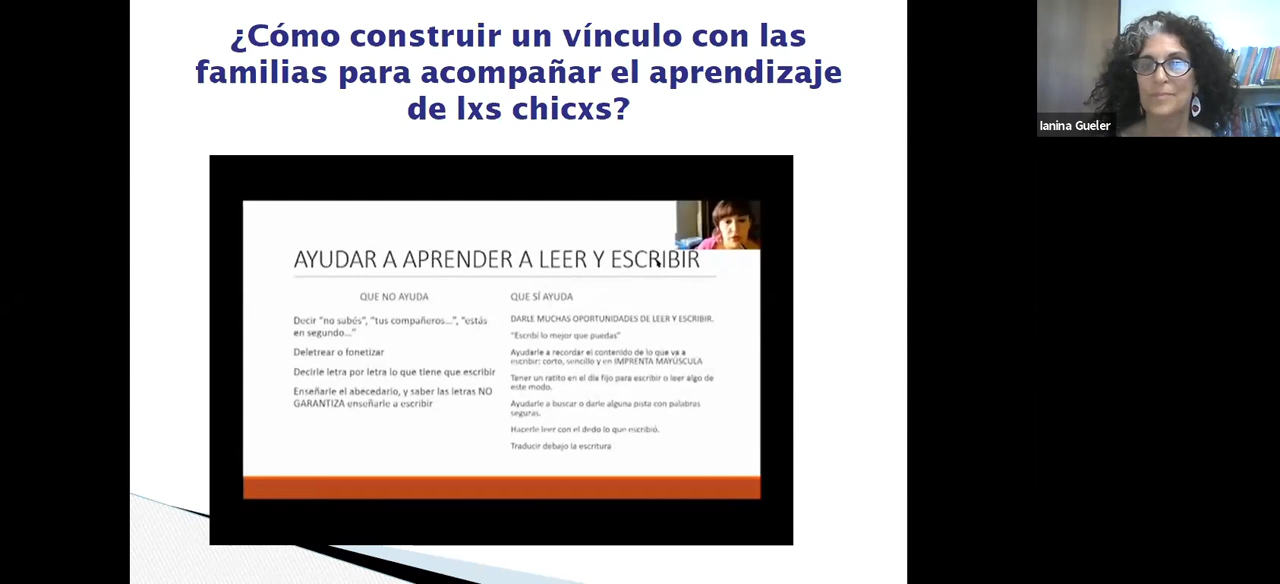 ¿Cómo construir un vínculo con las
familias para acompañar el aprendizaje
de lxs chicxs?
Ianina Gueler
AYUDAR A APRENDER A LEER Y ESCRIBIR
QUE NO AYUDA
Decir "no sabés", "tus compañeros...", "estás
en segundo..."
Deletrear o fonetizar
Decirle letra por letra lo que tiene que escribir
Enseñarle el abecedario, y saber las letras NO
GARANTIZA enseñarle a escribir
QUE SÍ AYUDA
DARLE MUCHAS OPORTUNIDADES DE LEER Y ESCRIBIR.
"Escribí lo mejor que puedas"
Ayudarle a recordar el contenido de lo que va a
escribir: corto, sencillo y en IMPRENTA MAYÚSCULA
Tener un ratito en el día fijo para escribir o leer algo de
este modo.
Ayudarle a buscar o darle alguna pista con palabras
seguras.
Hacerle leer con el dedo lo que escribió.
Traducir debajo la escritura